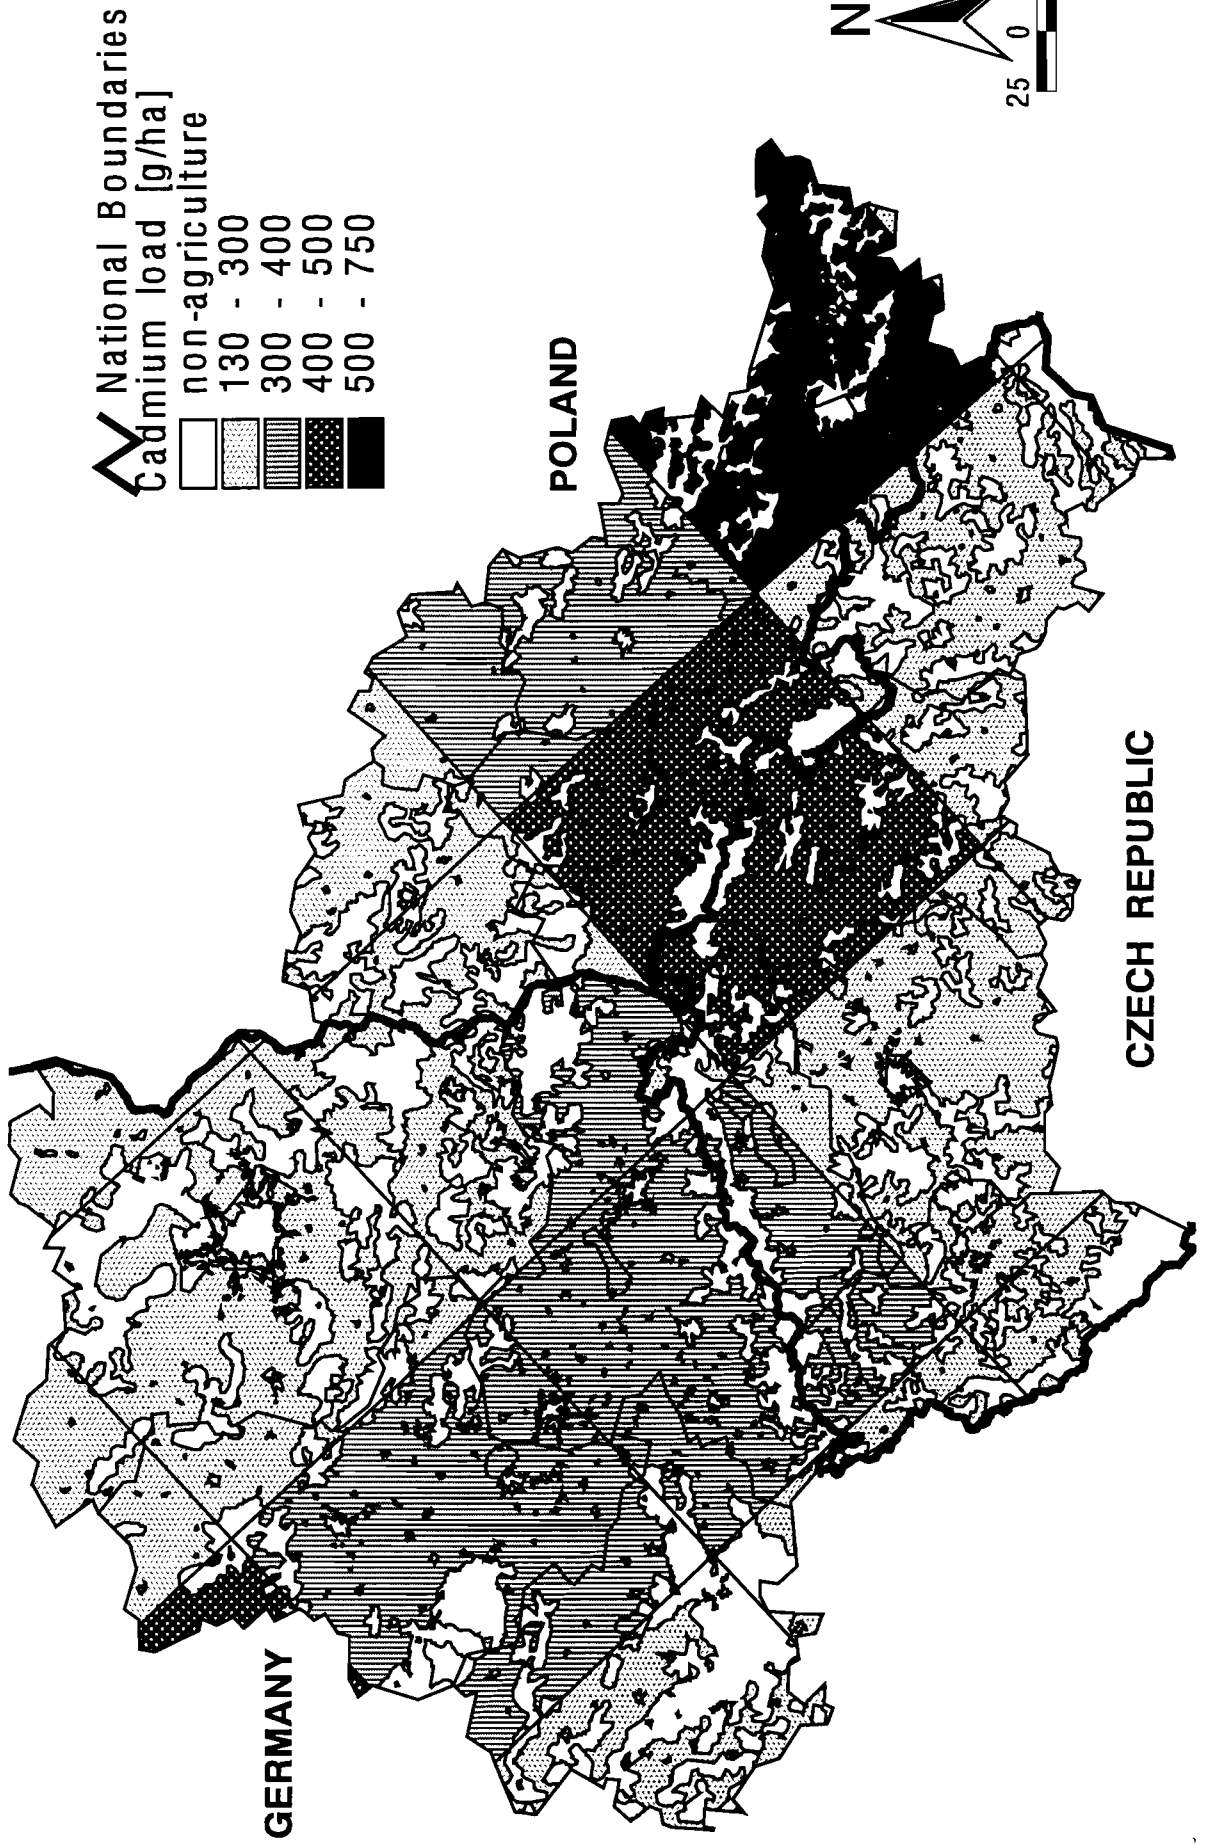 National Boundaries
Cadmium load [g/ha]
non-agriculture
130 - 300
300 - 400
400 - 500
500 - 750
GERMANY
POLAND
CZECH REPUBLIC
N
25 0